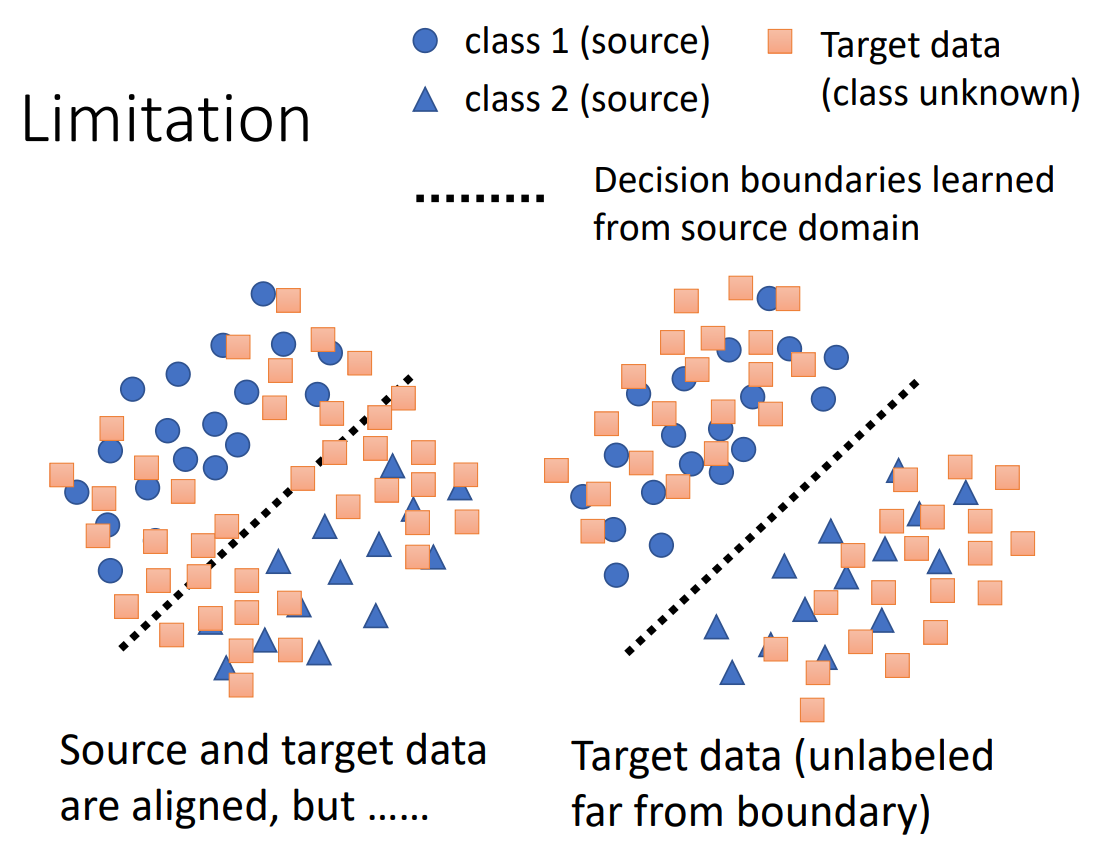 Limitation
class 1 (source)
class 2 (source)
Target data
(class unknown)
Decision boundaries learned
from source domain
Source and target data
are aligned, but ……
Target data (unlabeled
far from boundary)